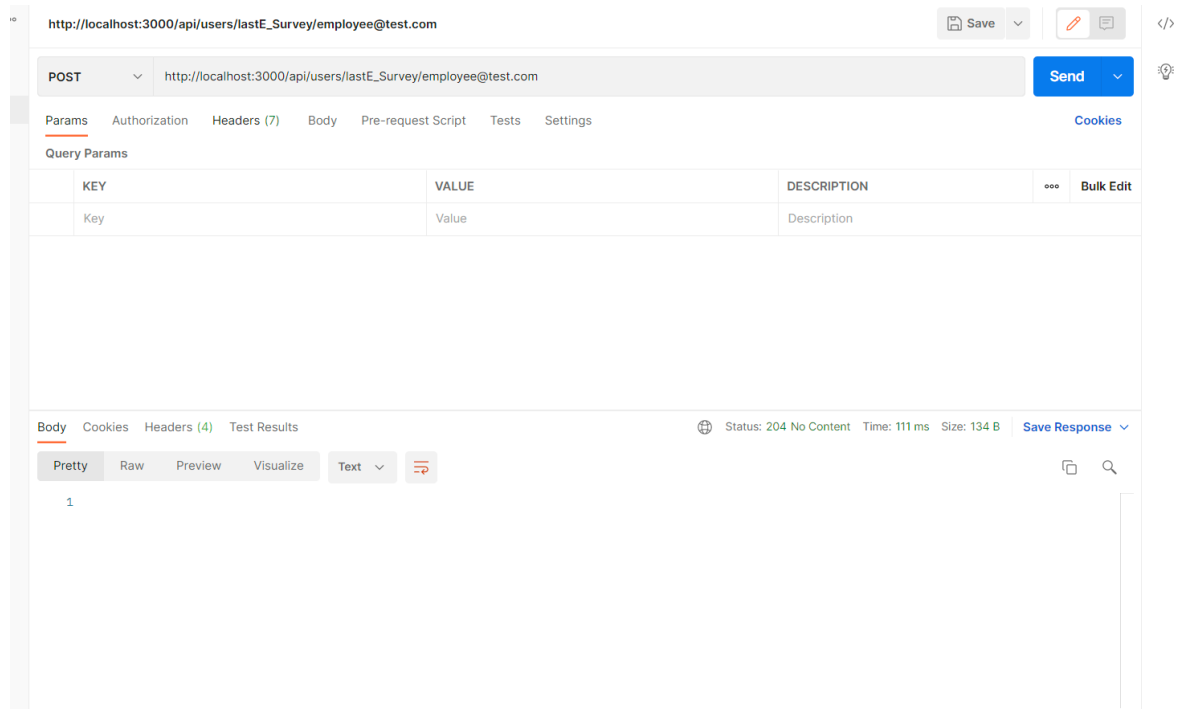 http://localhost:3000/api/users/lastE_Survey/employee@test.com Save
POST http://localhost:3000/api/users/lastE_Survey/employee@test.com Send
Params Authorization Headers (7) Body Pre-request Script Tests Settings Cookies
Query Params
KEY VALUE DESCRIPTION Bulk Edit
Key Value Description
Body Cookies Headers (4) Test Results Status: 204 No Content Time: 111 ms Size: 134 B Save Response
Pretty Raw Preview Visualize Text
1